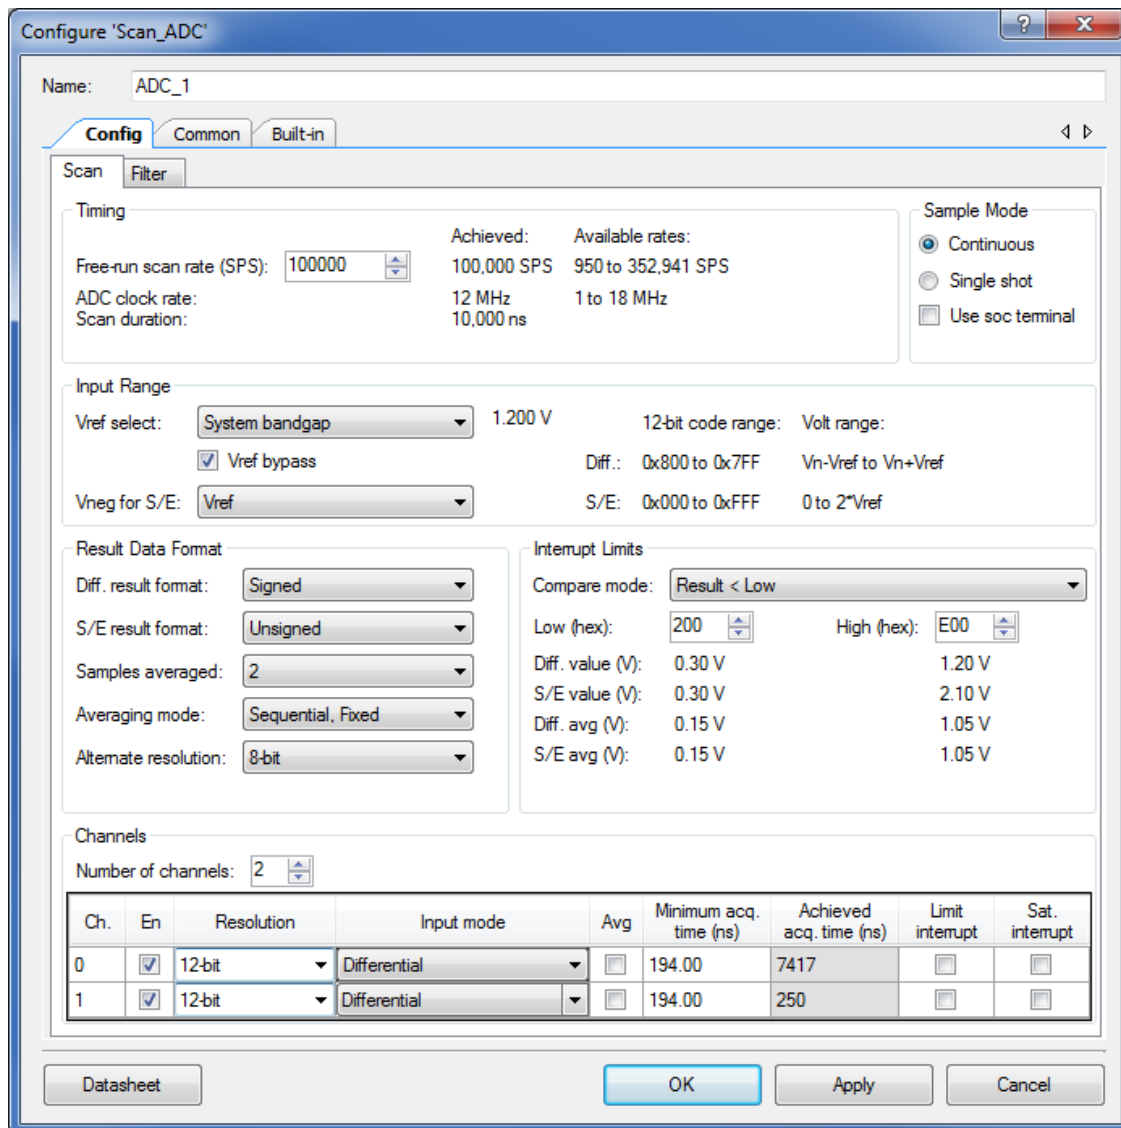 Configure 'Scan_ADC'
?
X
Name: ADC_1
Config Common Built-in
Scan Filter
Timing
Achieved: Available rates:
Free-run scan rate (SPS): 100000 100,000 SPS 950 to 352,941 SPS
ADC clock rate: 12 MHz 1 to 18 MHz
Scan duration: 10,000 ns
Sample Mode
Continuous
Single shot
Use soc terminal
Input Range
Vref select: System bandgap 1.200 V 12-bit code range: Volt range:
Vref bypass Diff.: 0x800 to 0x7FF Vn-Vref to Vn+Vref
Vneg for S/E: Vref S/E: 0x000 to 0xFFF 0 to 2*Vref
Result Data Format
Diff. result format: Signed
S/E result format: Unsigned
Samples averaged: 2
Averaging mode: Sequential, Fixed
Alternate resolution: 8-bit
Interrupt Limits
Compare mode: Result < Low
Low (hex): 200 High (hex): E00
Diff. value (V): 0.30 V 1.20 V
S/E value (V): 0.30 V 2.10 V
Diff. avg (V): 0.15 V 1.05 V
S/E avg (V): 0.15 V 1.05 V
Channels
Number of channels: 2
Ch. En Resolution Input mode Avg Minimum acq. time (ns) Achieved acq. time (ns) Limit interrupt Sat. interrupt
0 12-bit Differential 194.00 7417
1 12-bit Differential 194.00 250
Datasheet OK Apply Cancel